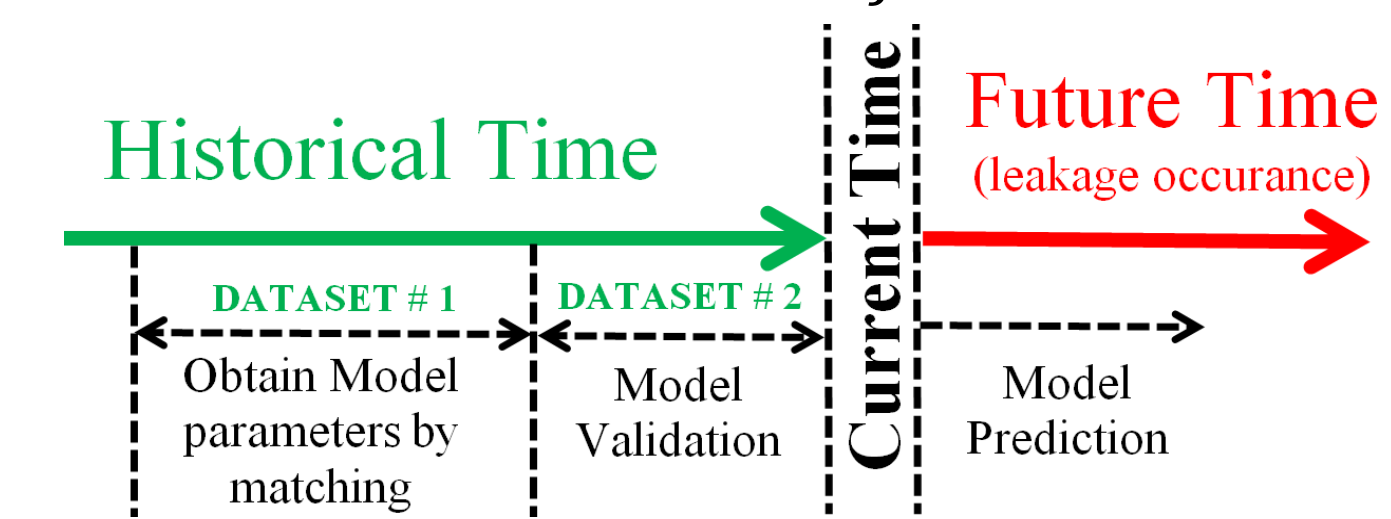 Historical Time
Current Time
Future Time
(leakage occurance)
DATASET # 1
DATASET # 2
Obtain Model
parameters by
matching
Model
Validation
Model
Prediction